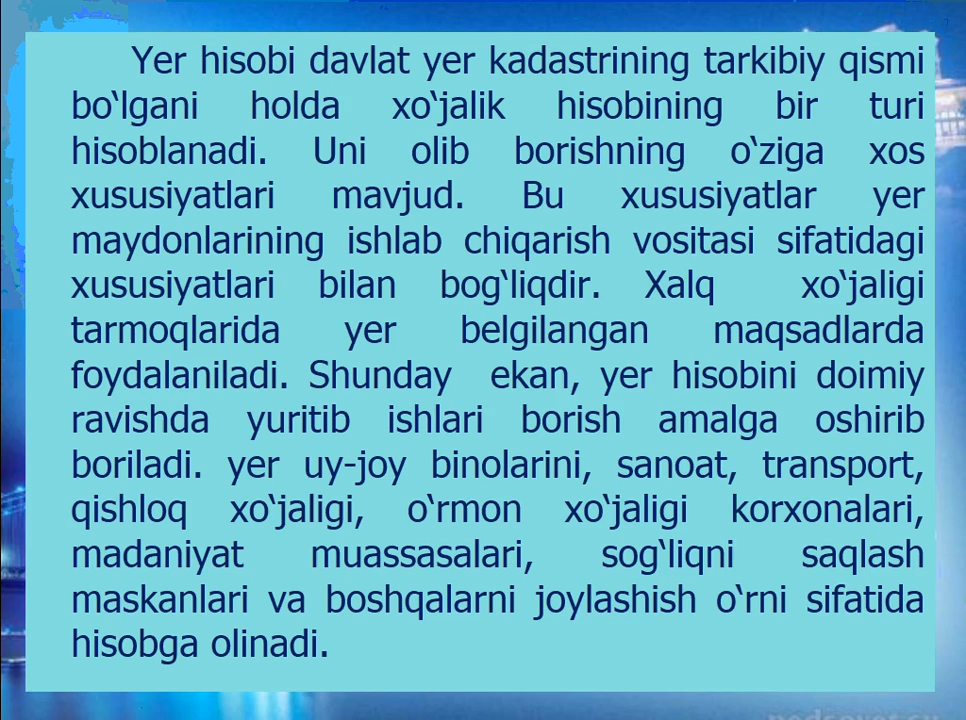 Yer hisobi davlat yer kadastrining tarkibiy qismi
bo‘lgani holda xo‘jalik hisobining bir turi
hisoblanadi. Uni olib borishning o‘ziga xos
xususiyatlari mavjud. Bu xususiyatlar yer
maydonlarining ishlab chiqarish vositasi sifatidagi
xususiyatlari bilan bog‘liqdir. Xalq xo‘jaligi
tarmoqlarida yer belgilangan maqsadlarda
foydalaniladi. Shunday ekan, yer hisobini doimiy
ravishda yuritib ishlari borish amalga oshirib
boriladi. yer uy-joy binolarini, sanoat, transport,
qishloq xo‘jaligi, o‘rmon xo‘jaligi korxonalari,
madaniyat muassasalari, sog‘liqni saqlash
maskanlari va boshqalarni joylashish o‘rni sifatida
hisobga olinadi.